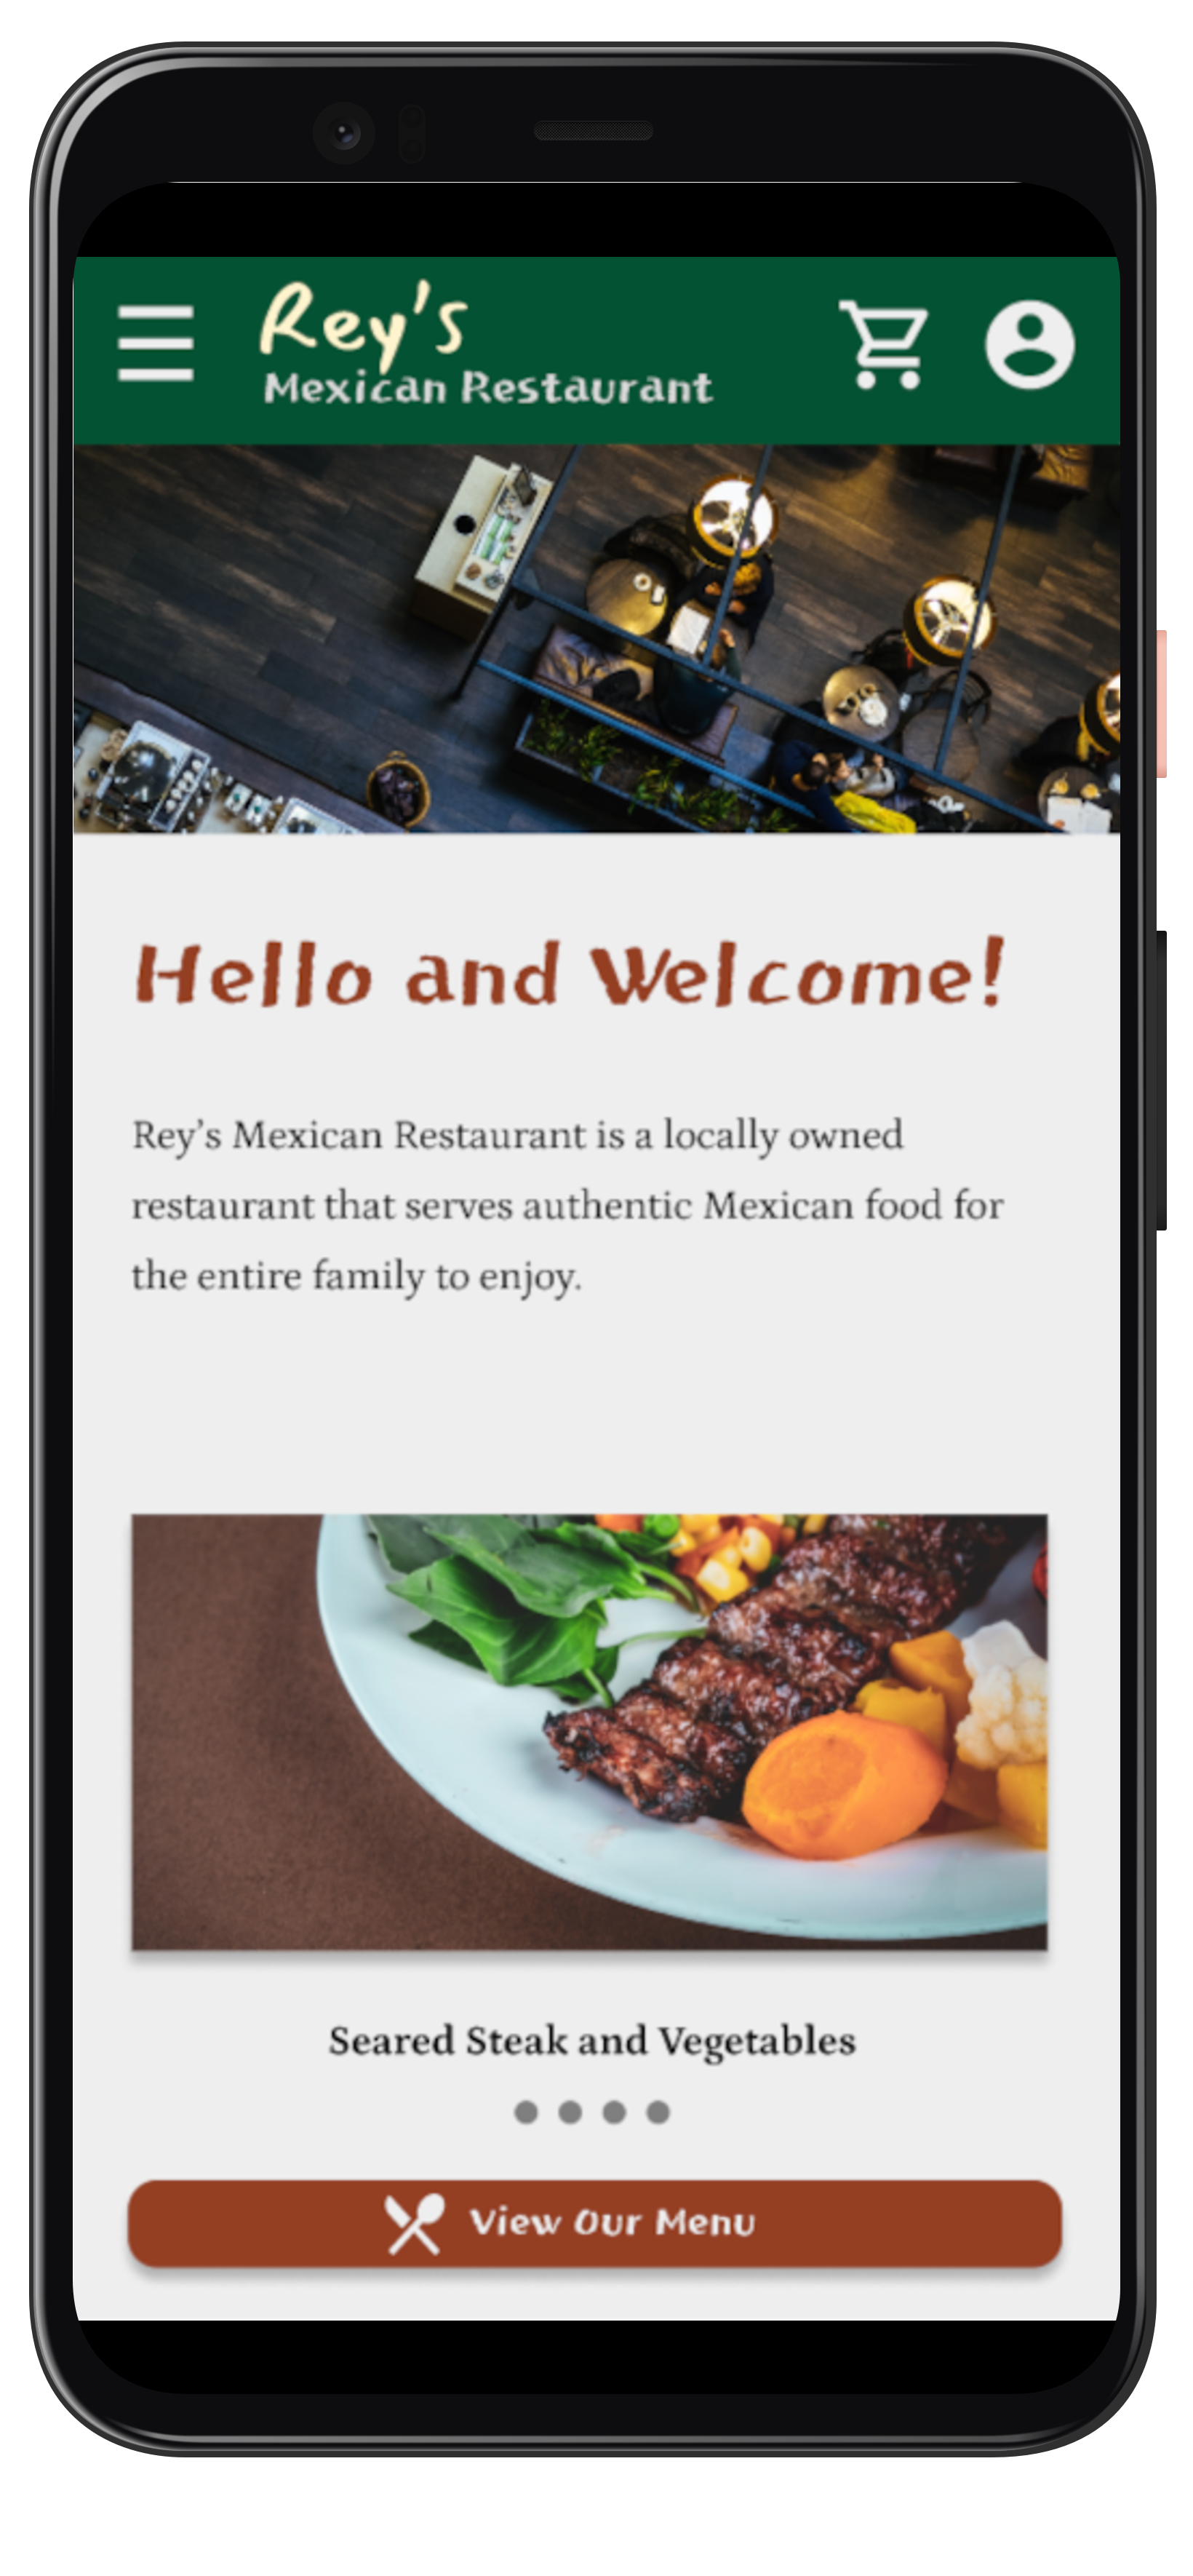 Rey's
Mexican Restaurant
Hello and Welcome!
Rey’s Mexican Restaurant is a locally owned
restaurant that serves authentic Mexican food for
the entire family to enjoy.
Seared Steak and Vegetables
View Our Menu